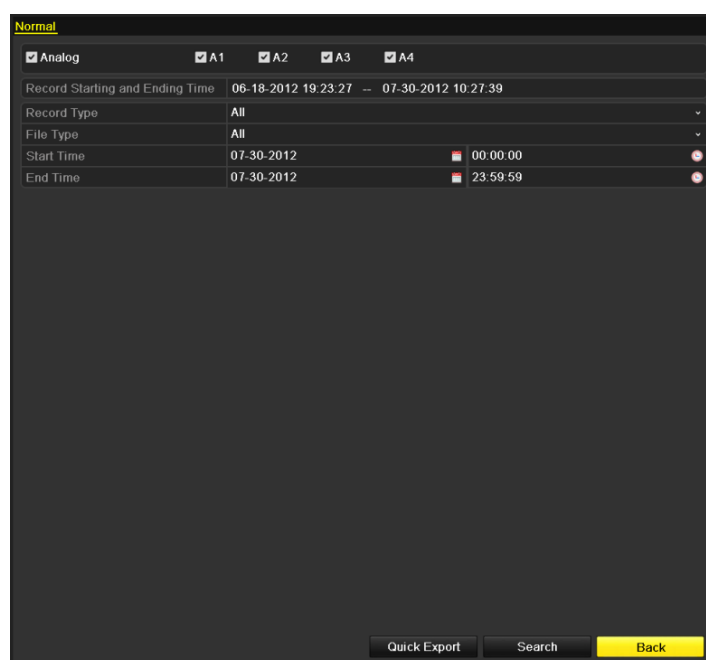 Normal
Analog A1 A2 A3 A4
Record Starting and Ending Time 06-18-2012 19:23:27 -- 07-30-2012 10:27:39
Record Type All
File Type All
Start Time 07-30-2012 00:00:00
End Time 07-30-2012 23:59:59
Quick Export Search Back